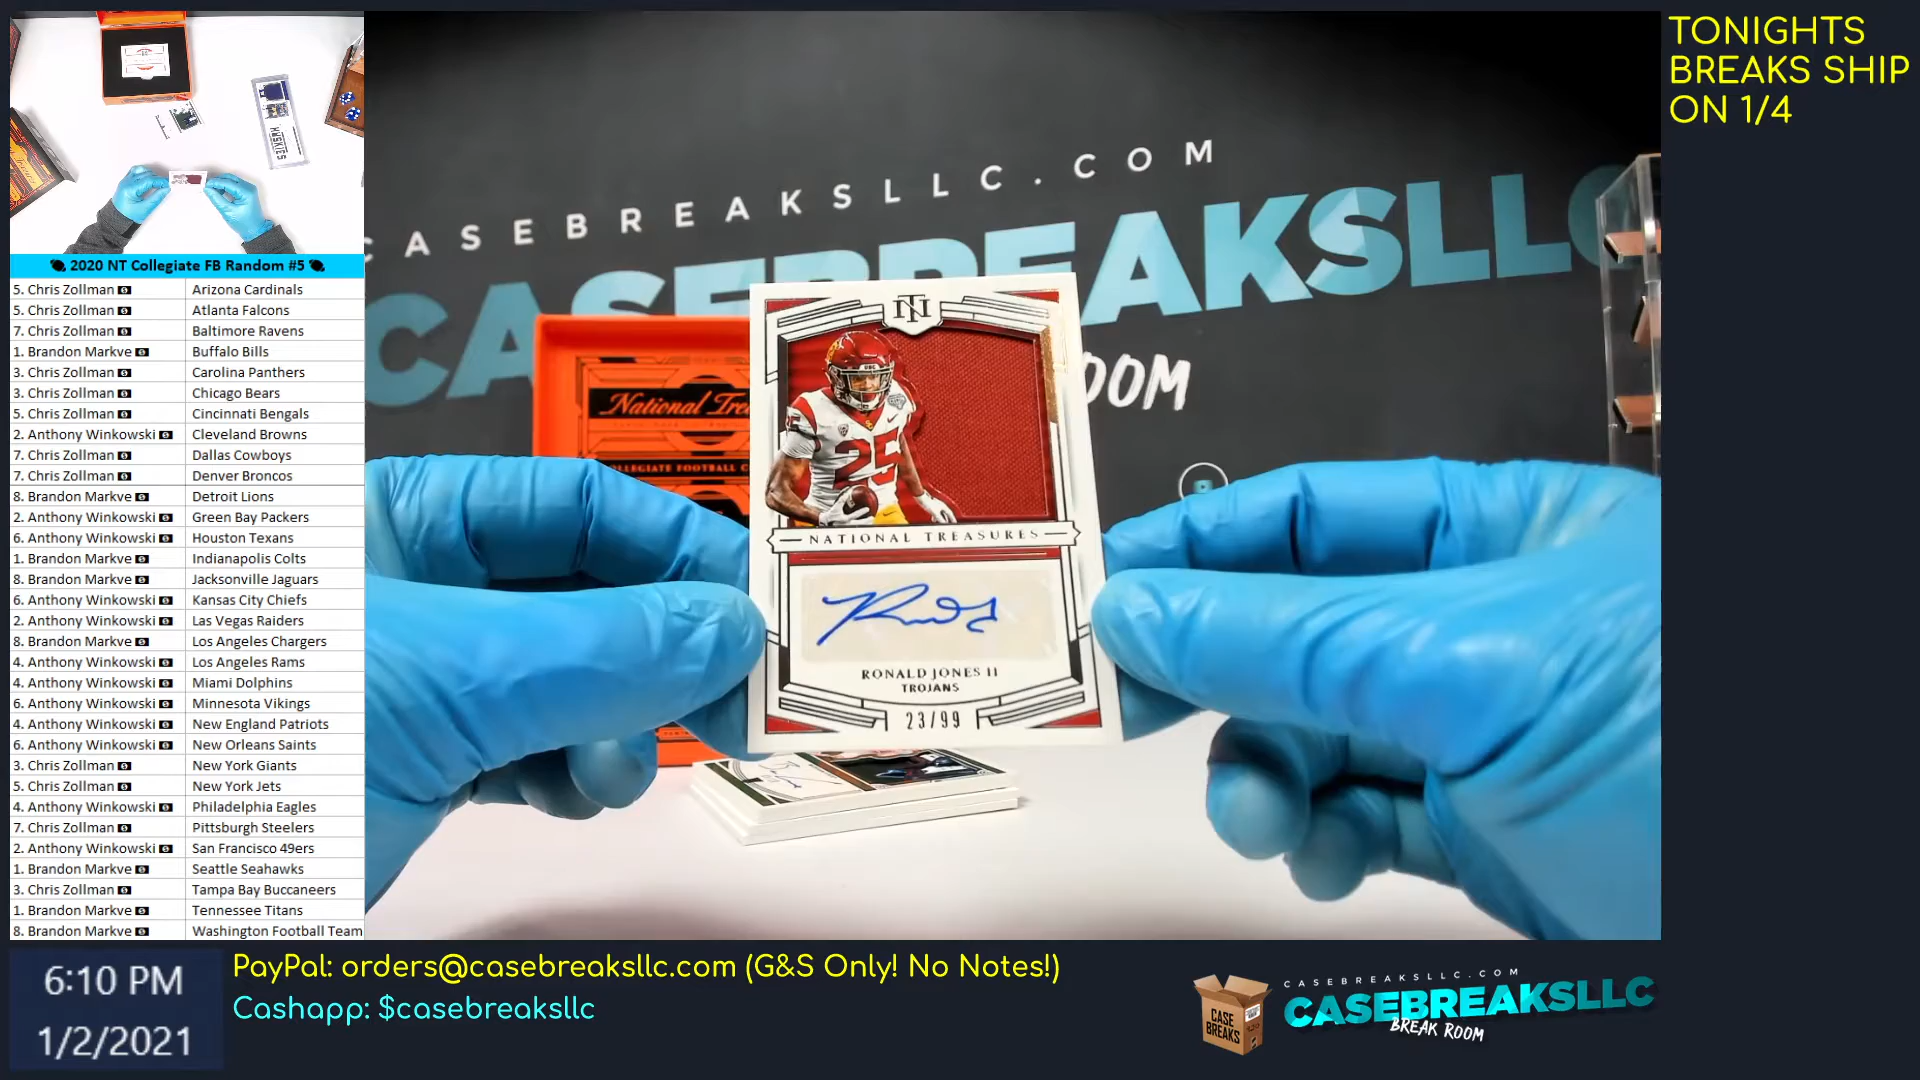 HUSKIES
2020 NT Collegiate FB Random #5
5. Chris Zollman Arizona Cardinals
5. Chris Zollman Atlanta Falcons
7. Chris Zollman Baltimore Ravens
1. Brandon Markve Buffalo Bills
3. Chris Zollman Carolina Panthers
3. Chris Zollman Chicago Bears
5. Chris Zollman Cincinnati Bengals
2. Anthony Winkowski Cleveland Browns
7. Chris Zollman Dallas Cowboys
7. Chris Zollman Denver Broncos
8. Brandon Markve Detroit Lions
2. Anthony Winkowski Green Bay Packers
6. Anthony Winkowski Houston Texans
1. Brandon Markve Indianapolis Colts
8. Brandon Markve Jacksonville Jaguars
6. Anthony Winkowski Kansas City Chiefs
2. Anthony Winkowski Las Vegas Raiders
8. Brandon Markve Los Angeles Chargers
4. Anthony Winkowski Los Angeles Rams
4. Anthony Winkowski Miami Dolphins
6. Anthony Winkowski Minnesota Vikings
4. Anthony Winkowski New England Patriots
6. Anthony Winkowski New Orleans Saints
3. Chris Zollman New York Giants
5. Chris Zollman New York Jets
4. Anthony Winkowski Philadelphia Eagles
7. Chris Zollman Pittsburgh Steelers
2. Anthony Winkowski San Francisco 49ers
1. Brandon Markve Seattle Seahawks
3. Chris Zollman Tampa Bay Buccaneers
1. Brandon Markve Tennessee Titans
8. Brandon Markve Washington Football Team
CASEBREAKSLLC.COM
CASEBREAKSLLC
OOM
National Tre
LLEGIATE FOOTBALL C
NT
USC
25
NATIONAL TREASURES
RONALD JONES II
TROJANS
23/99
TONIGHTS
BREAKS SHIP
ON 1/4
6:10 PM
1/2/2021
PayPal: orders@casebreaksllc.com (G&S Only! No Notes!)
Cashapp: $casebreaksllc
CASE
BREAKS
CASEBREAKSLLC.COM
CASEBREAKSLLC
BREAK ROOM